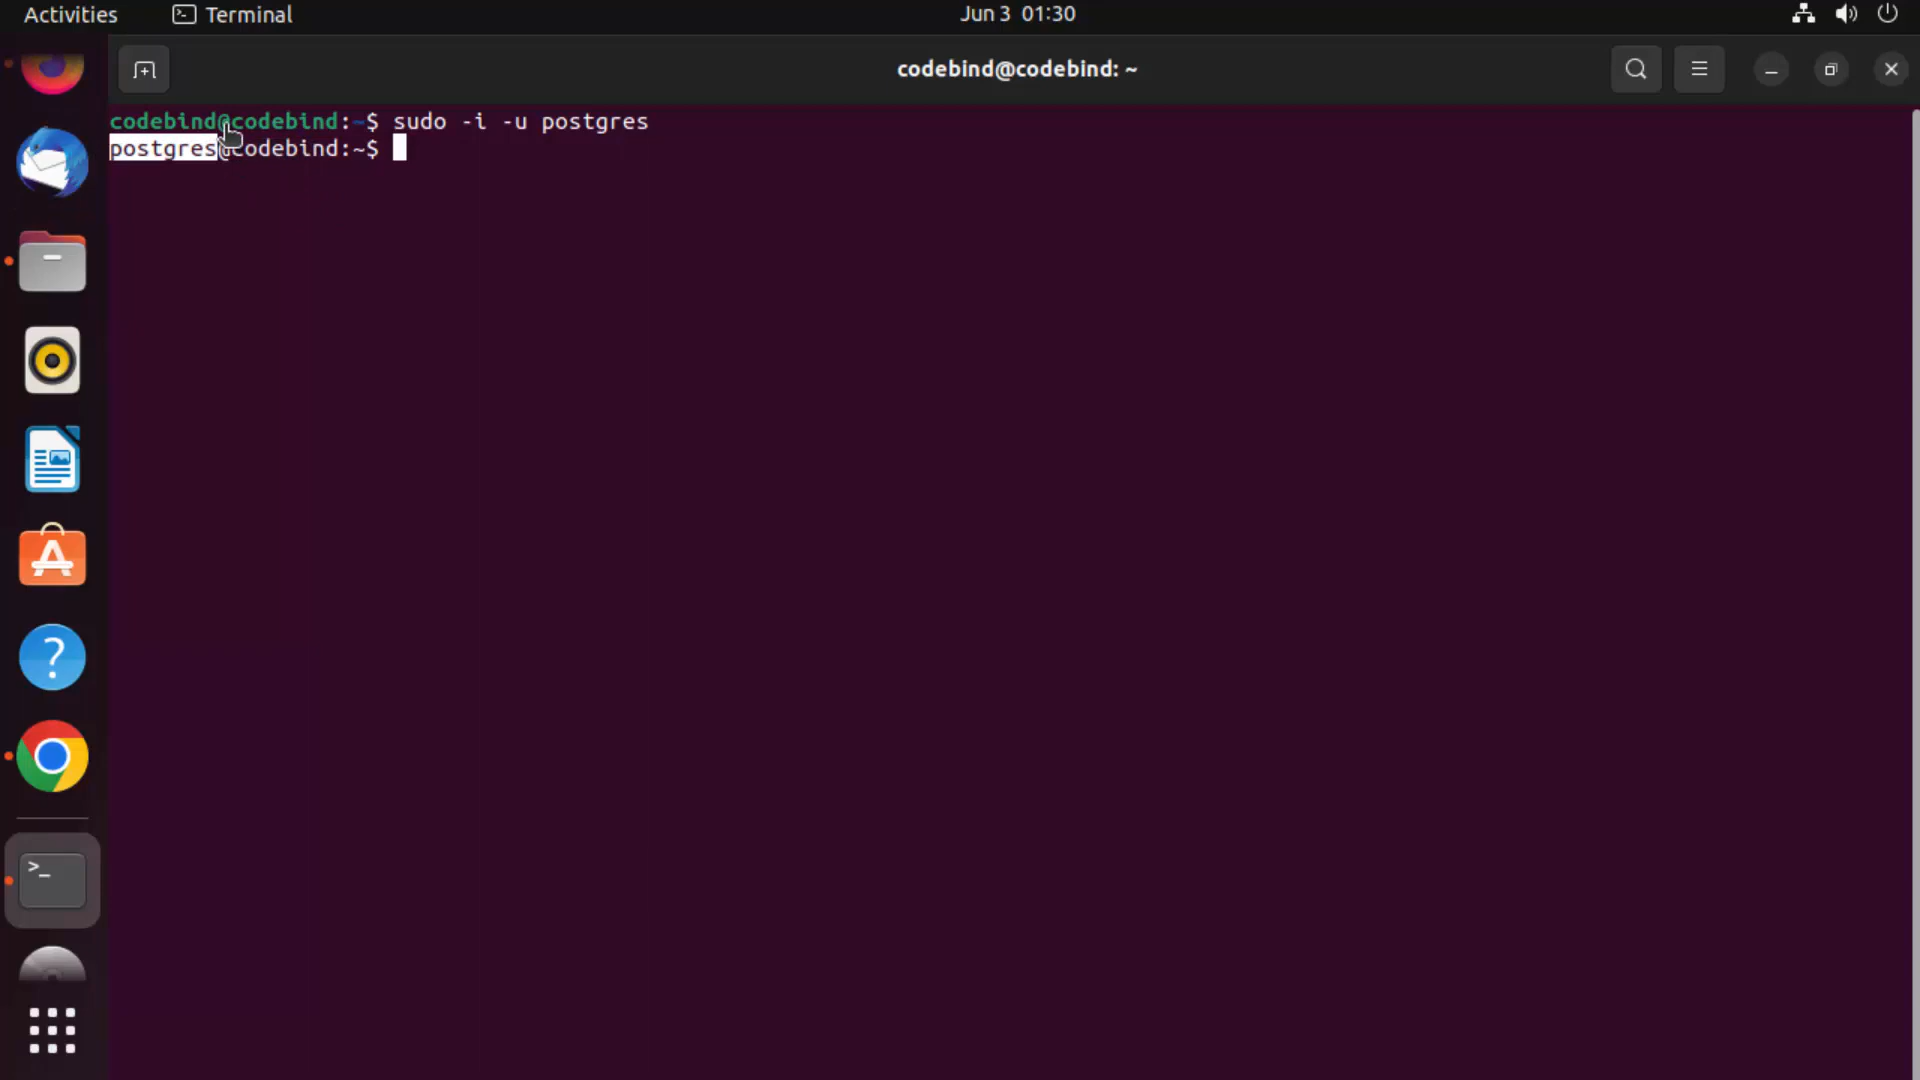 Activities Terminal Jun 3 01:30
codebind@codebind: ~
codebind@codebind:~$ sudo -i -u postgres
postgres@codebind:~$